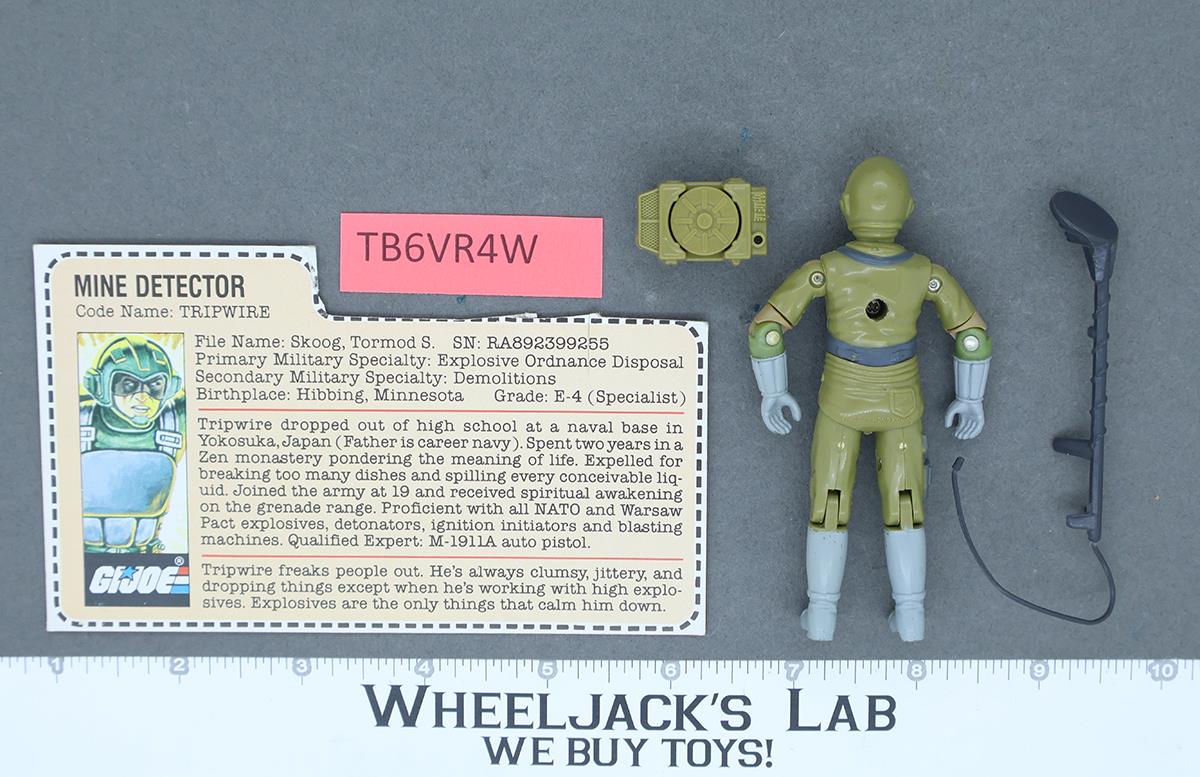 TB6VR4W
MINE DETECTOR
Code Name: TRIPWIRE
File Name: Skoog, Tormod S. SN: RA892399255
Primary Military Specialty: Explosive Ordnance Disposal
Secondary Military Specialty: Demolitions
Birthplace: Hibbing, Minnesota Grade: E-4 (Specialist)
Tripwire dropped out of high school at a naval base in
Yokosuka, Japan (Father is career navy). Spent two years in a
Zen monastery pondering the meaning of life. Expelled for
breaking too many dishes and spilling every conceivable liq-
uid. Joined the army at 19 and received spiritual awakening
on the grenade range. Proficient with all NATO and Warsaw
Pact explosives, detonators, ignition initiators and blasting
machines. Qualified Expert: M-1911A auto pistol.
GI JOE®
Tripwire freaks people out. He's always clumsy, jittery, and
dropping things except when he's working with high explo-
sives. Explosives are the only things that calm him down.
1 2 3 4 5 6 7 8 9 10
WHEELJACK'S LAB
WE BUY TOYS!